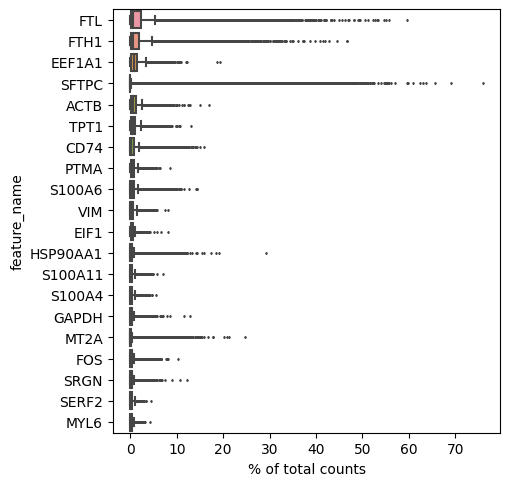 FTL
FTH1
EEF1A1
SFTPC
ACTB
TPT1
CD74
PTMA
S100A6
VIM
EIF1
HSP90AA1
S100A11
S100A4
GAPDH
MT2A
FOS
SRGN
SERF2
MYL6
feature_name
0 10 20 30 40 50 60 70
% of total counts